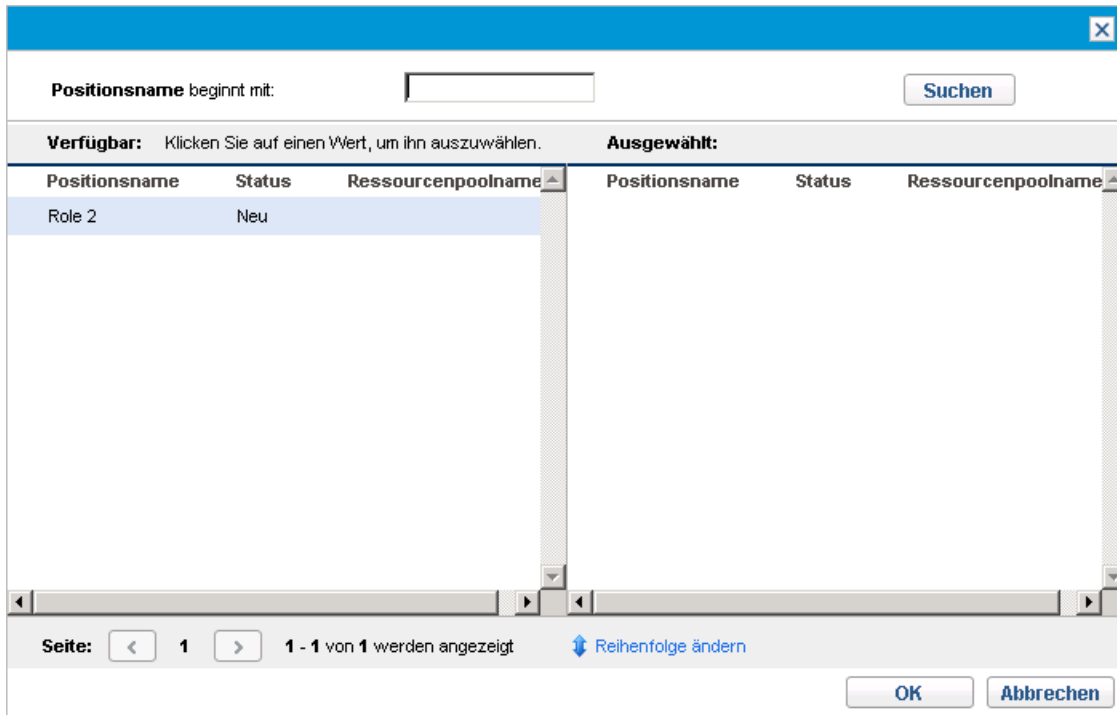 Positionsname beginnt mit: Suchen
Verfügbar: Klicken Sie auf einen Wert, um ihn auszuwählen. Ausgewählt:
Positionsname Status Ressourcenpoolname Positionsname Status Ressourcenpoolname
Role 2 Neu
Seite: < 1 > 1 - 1 von 1 werden angezeigt Reihenfolge ändern
OK Abbrechen